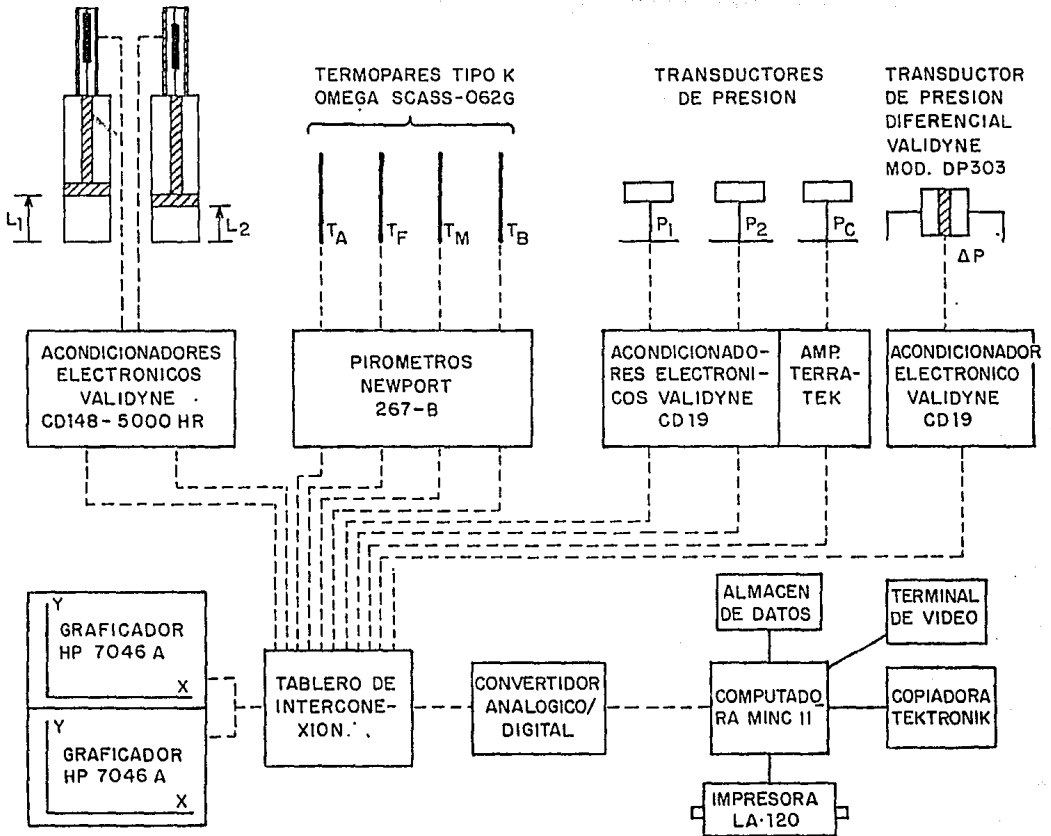 TERMOPARES TIPO K
OMEGA SCASS-062G
TRANSDUCTORES
DE PRESION
TRANSDUCTOR
DE PRESION
DIFERENCIAL
VALIDYNE
MOD. DP303
L1
L2
TA
TF
TM
TB
P1
P2
PC
ΔP
ACONDICIONADORES
ELECTRONICOS
VALIDYNE
CD148-5000 HR
PIROMETROS
NEWPORT
267-B
ACONDICIONADO-
RES ELECTRONI-
COS VALIDYNE
CD19
AMP.
TERRA-
TEK
ACONDICIONADOR
ELECTRONICO
VALIDYNE
CD19
Y
GRAFICADOR
HP 7046 A
X
Y
GRAFICADOR
HP 7046 A
X
TABLERO DE
INTERCONE-
XION.
CONVERTIDOR
ANALOGICO/
DIGITAL
ALMACEN
DE DATOS
TERMINAL
DE VIDEO
COMPUTADO
RA MINC 11
COPIADORA
TEKTRONIK
IMPRESORA
LA-120